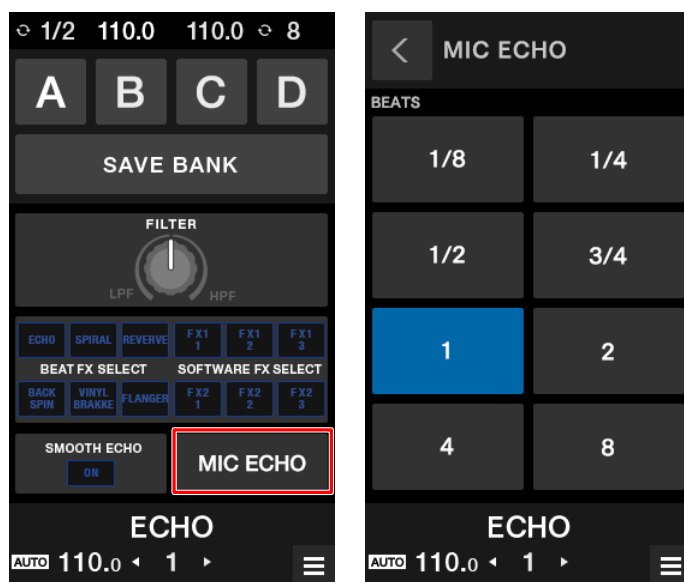 1/2 110.0 110.0 8
A B C D
SAVE BANK
FILTER
LPF HPF
ECHO SPIRAL REVERVE FX1 1 FX1 2 FX1 3
BEAT FX SELECT SOFTWARE FX SELECT
BACK SPIN VINYL BRAKKE FLANGER FX2 1 FX2 2 FX2 3
SMOOTH ECHO
ON
MIC ECHO
ECHO
AUTO 110.0 1
MIC ECHO
BEATS
1/8 1/4
1/2 3/4
1 2
4 8
ECHO
AUTO 110.0 1